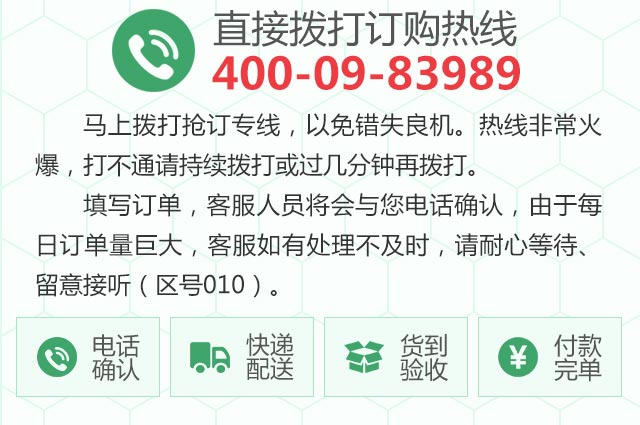 直接拨打订购热线
400-09-83989
马上拨打抢订专线，以免错失良机。热线非常火
爆，打不通请持续拨打或过几分钟再拨打。
填写订单，客服人员将会与您电话确认，由于每
日订单量巨大，客服如有处理不及时，请耐心等待、
留意接听（区号010）。
电话
确认
快递
配送
货到
验收
¥
付款
完单